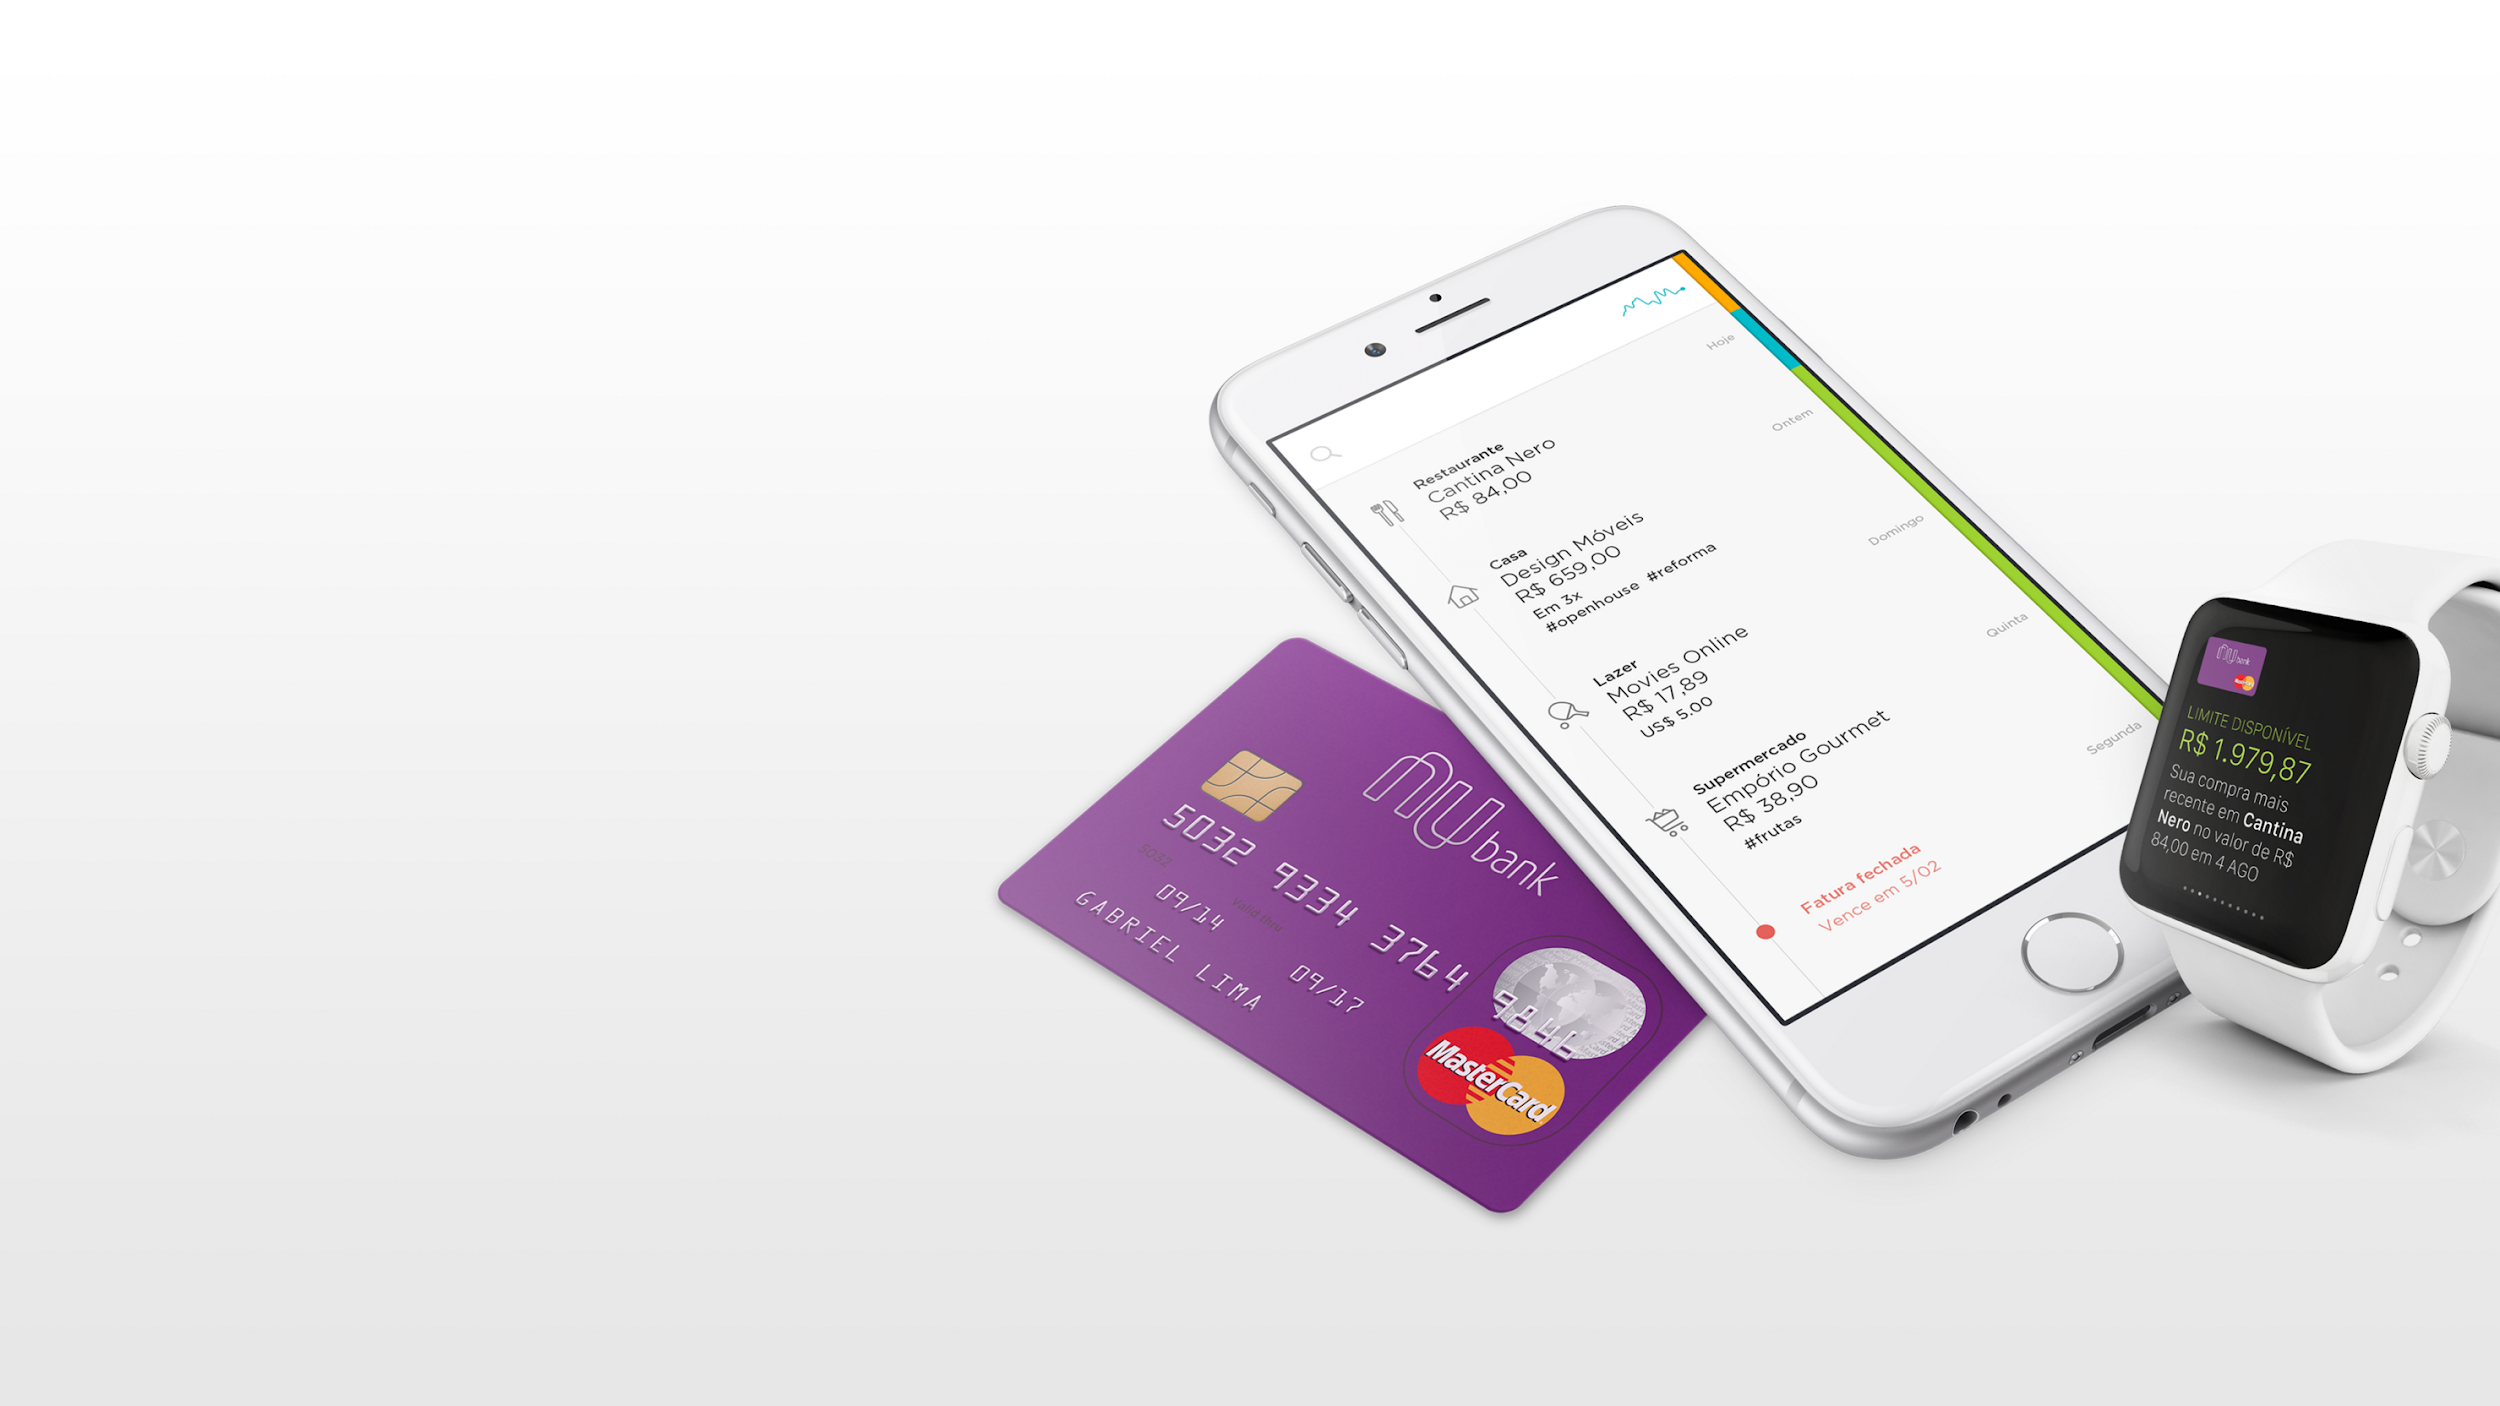 Hoje
Restaurante
Cantina Nero
R$ 84,00
Ontem
Casa
Design Móveis
R$ 659,00
Em 3x
#openhouse #reforma
Domingo
Lazer
Movies Online
R$ 17,89
US$ 5.00
Quinta
Supermercado
Empório Gourmet
R$ 38,90
#frutas
Segunda
Fatura fechada
Vence em 5/02
nu bank
5032 9334 3764
5032
09/14
Valid thru
09/17
GABRIEL LIMA
MasterCard
nu bank
LIMITE DISPONÍVEL
R$ 1.979,87
Sua compra mais
recente em Cantina
Nero no valor de R$
84,00 em 4 AGO